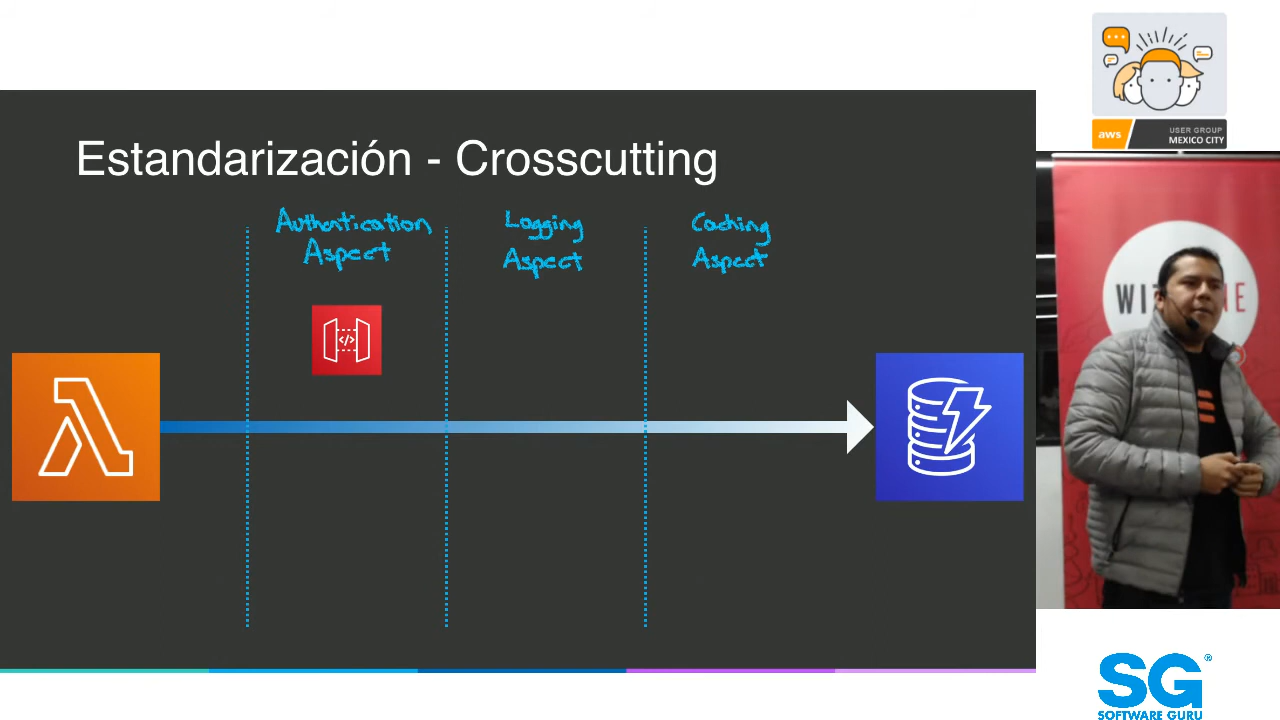 Estandarización - Crosscutting
Authentication
Aspect
Logging
Aspect
Caching
Aspect
aws
USER GROUP
MEXICO CITY
SG®
SOFTWARE GURU